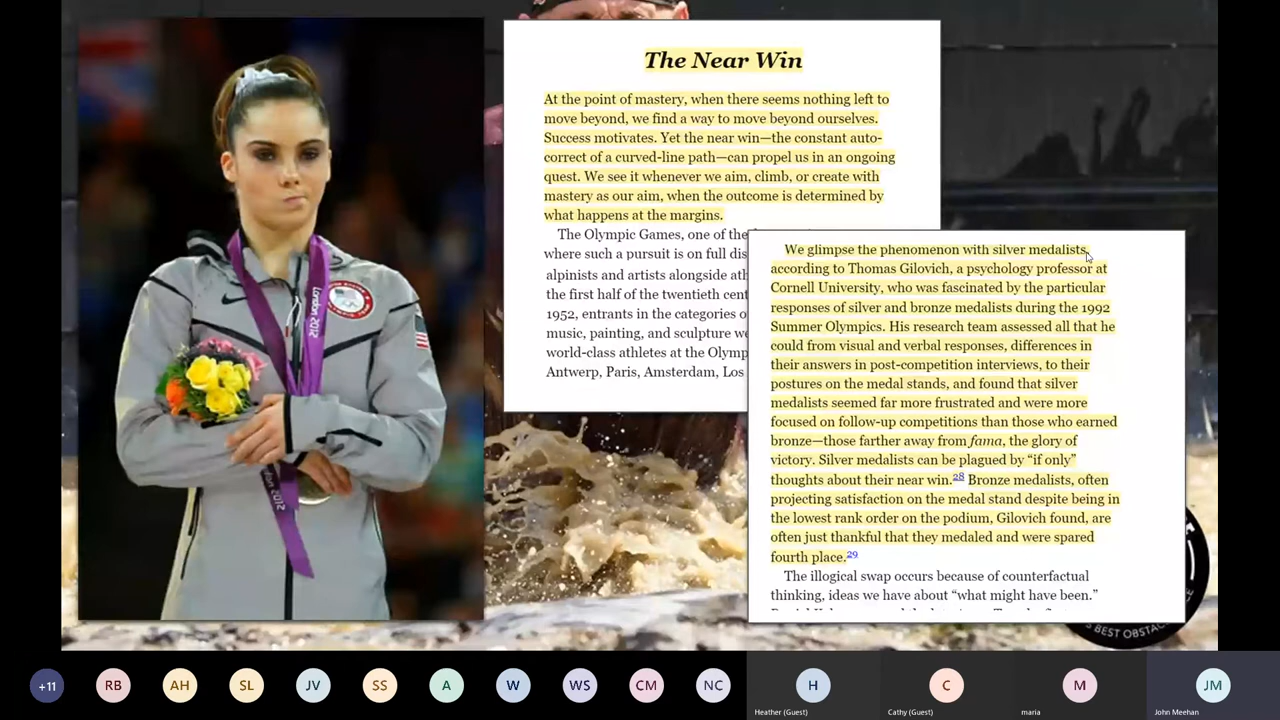 The Near Win
At the point of mastery, when there seems nothing left to
move beyond, we find a way to move beyond ourselves.
Success motivates. Yet the near win—the constant auto-
correct of a curved-line path—can propel us in an ongoing
quest. We see it whenever we aim, climb, or create with
mastery as our aim, when the outcome is determined by
what happens at the margins.
The Olympic Games, one of the
where such a pursuit is on full dis
alpinists and artists alongside ath
the first half of the twentieth cent
1952, entrants in the categories o
music, painting, and sculpture we
world-class athletes at the Olymp
Antwerp, Paris, Amsterdam, Los
We glimpse the phenomenon with silver medalists,
according to Thomas Gilovich, a psychology professor at
Cornell University, who was fascinated by the particular
responses of silver and bronze medalists during the 1992
Summer Olympics. His research team assessed all that he
could from visual and verbal responses, differences in
their answers in post-competition interviews, to their
postures on the medal stands, and found that silver
medalists seemed far more frustrated and were more
focused on follow-up competitions than those who earned
bronze—those farther away from fama, the glory of
victory. Silver medalists can be plagued by “if only”
thoughts about their near win.28 Bronze medalists, often
projecting satisfaction on the medal stand despite being in
the lowest rank order on the podium, Gilovich found, are
often just thankful that they medaled and were spared
fourth place.29
The illogical swap occurs because of counterfactual
thinking, ideas we have about “what might have been.”
London 2012
don 2012
BEST OBSTAC
+11
RB
AH
SL
JV
SS
A
W
WS
CM
NC
H
C
M
JM
Heather (Guest)
Cathy (Guest)
maria
John Meehan